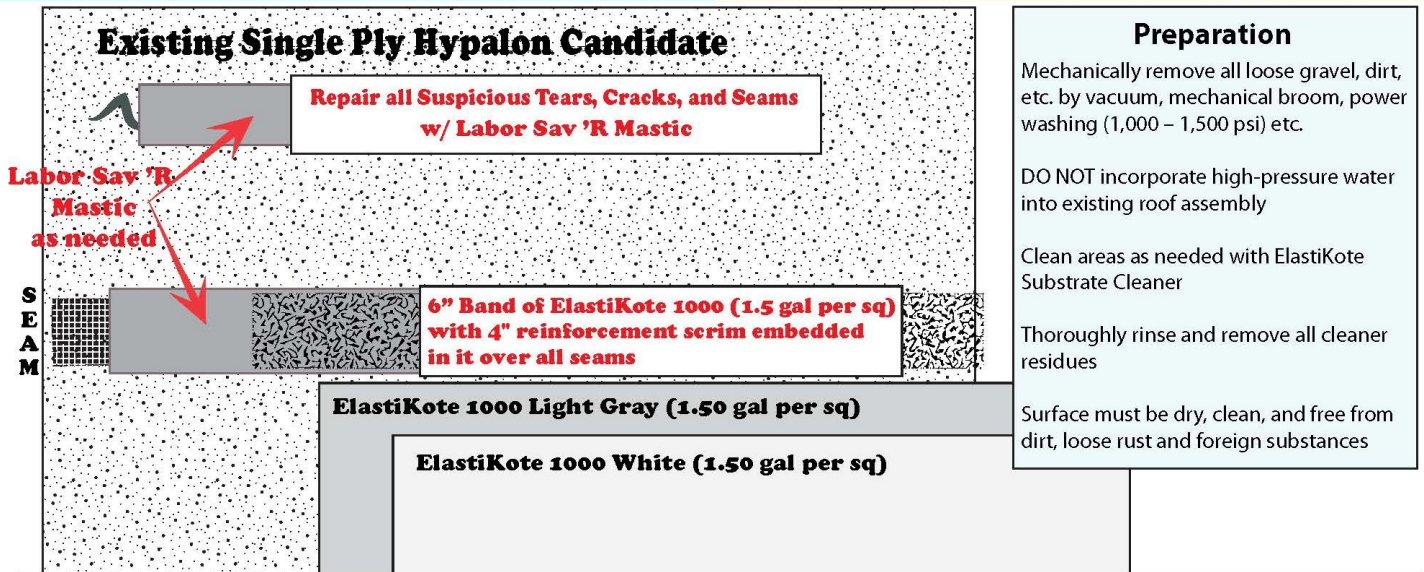 Existing Single Ply Hypalon Candidate
Repair all Suspicious Tears, Cracks, and Seams
w/ Labor Sav ’R Mastic
Labor Sav ’R
Mastic
as needed
SEAM
6” Band of ElastiKote 1000 (1.5 gal per sq)
with 4" reinforcement scrim embedded
in it over all seams
ElastiKote 1000 Light Gray (1.50 gal per sq)
ElastiKote 1000 White (1.50 gal per sq)
Preparation
Mechanically remove all loose gravel, dirt,
etc. by vacuum, mechanical broom, power
washing (1,000 – 1,500 psi) etc.
DO NOT incorporate high-pressure water
into existing roof assembly
Clean areas as needed with ElastiKote
Substrate Cleaner
Thoroughly rinse and remove all cleaner
residues
Surface must be dry, clean, and free from
dirt, loose rust and foreign substances